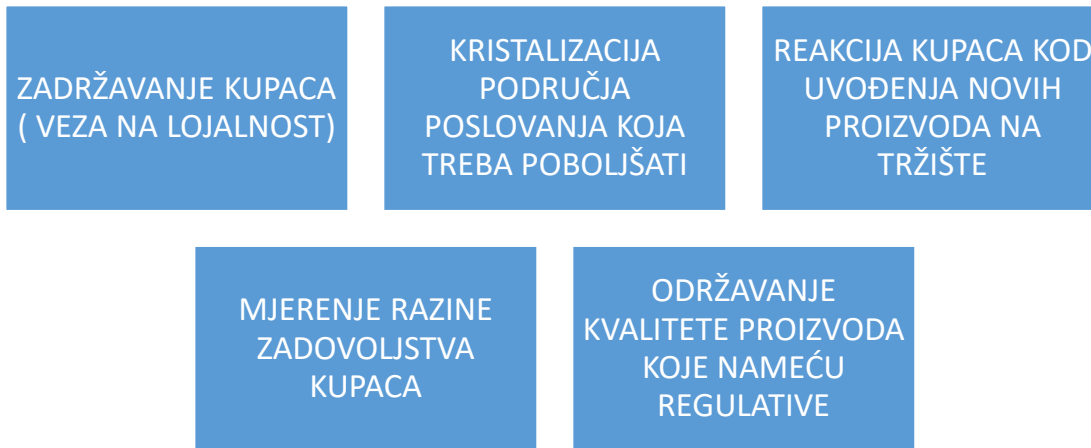 ZADRŽAVANJE KUPACA
( VEZA NA LOJALNOST)
KRISTALIZACIJA
PODRUČJA
POSLOVANJA KOJA
TREBA POBOLJŠATI
REAKCIJA KUPACA KOD
UVOĐENJA NOVIH
PROIZVODA NA
TRŽIŠTE
MJERENJE RAZINE
ZADOVOLJSTVA
KUPACA
ODRŽAVANJE
KVALITETE PROIZVODA
KOJE NAMEĆU
REGULATIVE